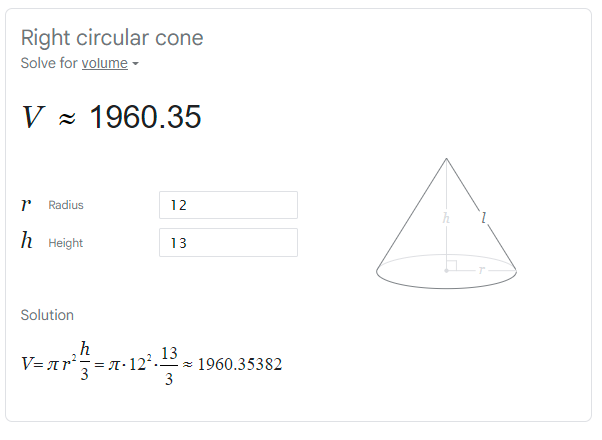 Right circular cone
Solve for volume
V ≈ 1960.35
r Radius 12
h Height 13
h l
r
Solution
V= π r² h/3 = π · 12² · 13/3 ≈ 1960.35382